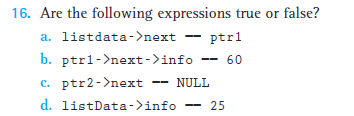 16. Are the following expressions true or false?
a. listdata->next == ptr1
b. ptr1->next->info == 60
c. ptr2->next == NULL
d. listData->info == 25